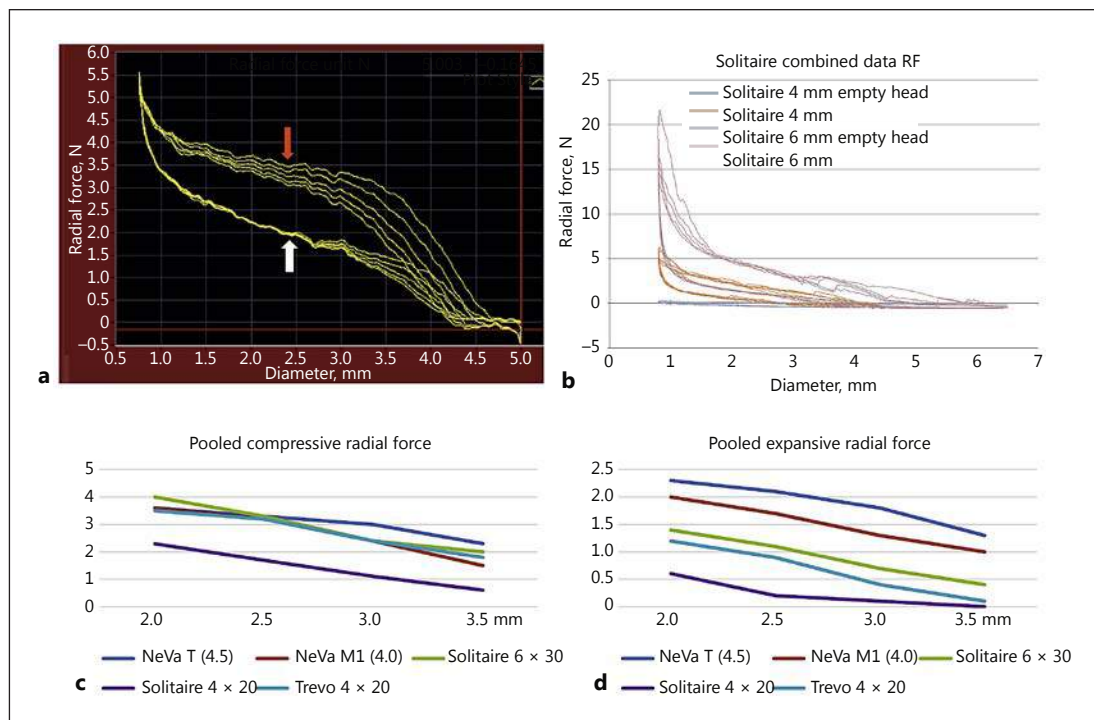 6.0
5.5
5.0
4.5
4.0
3.5
3.0
2.5
2.0
1.5
1.0
0.5
0
–0.5
Radial force, N
Radial force unit N
0.5 1.0 1.5 2.0 2.5 3.0 3.5 4.0 4.5 5.0
Diameter, mm
a
Solitaire combined data RF
Solitaire 4 mm empty head
Solitaire 4 mm
Solitaire 6 mm empty head
Solitaire 6 mm
25
20
15
10
5
0
–5
Radial force, N
0 1 2 3 4 5 6 7
Diameter, mm
b
Pooled compressive radial force
5
4
3
2
1
0
2.0 2.5 3.0 3.5 mm
NeVa T (4.5) NeVa M1 (4.0) Solitaire 6 × 30
Solitaire 4 × 20 Trevo 4 × 20
c
Pooled expansive radial force
2.5
2.0
1.5
1.0
0.5
0
2.0 2.5 3.0 3.5 mm
NeVa T (4.5) NeVa M1 (4.0) Solitaire 6 × 30
Solitaire 4 × 20 Trevo 4 × 20
d